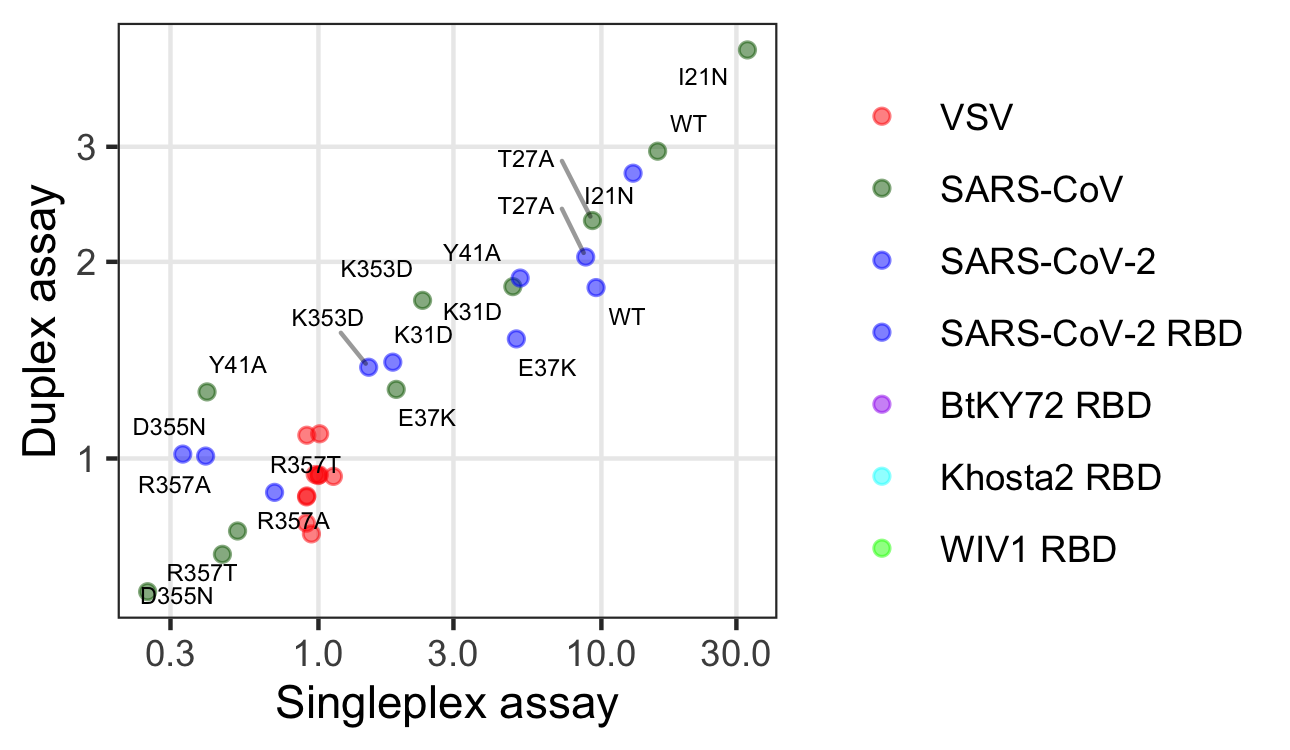 I21N
WT
T27A
I21N
T27A
Y41A
K353D
K31D
WT
K353D
K31D
E37K
Y41A
E37K
D355N
R357T
R357A
R357A
R357T
D355N
3
2
1
0.3 1.0 3.0 10.0 30.0
Singleplex assay
Duplex assay
VSV
SARS-CoV
SARS-CoV-2
SARS-CoV-2 RBD
BtKY72 RBD
Khosta2 RBD
WIV1 RBD